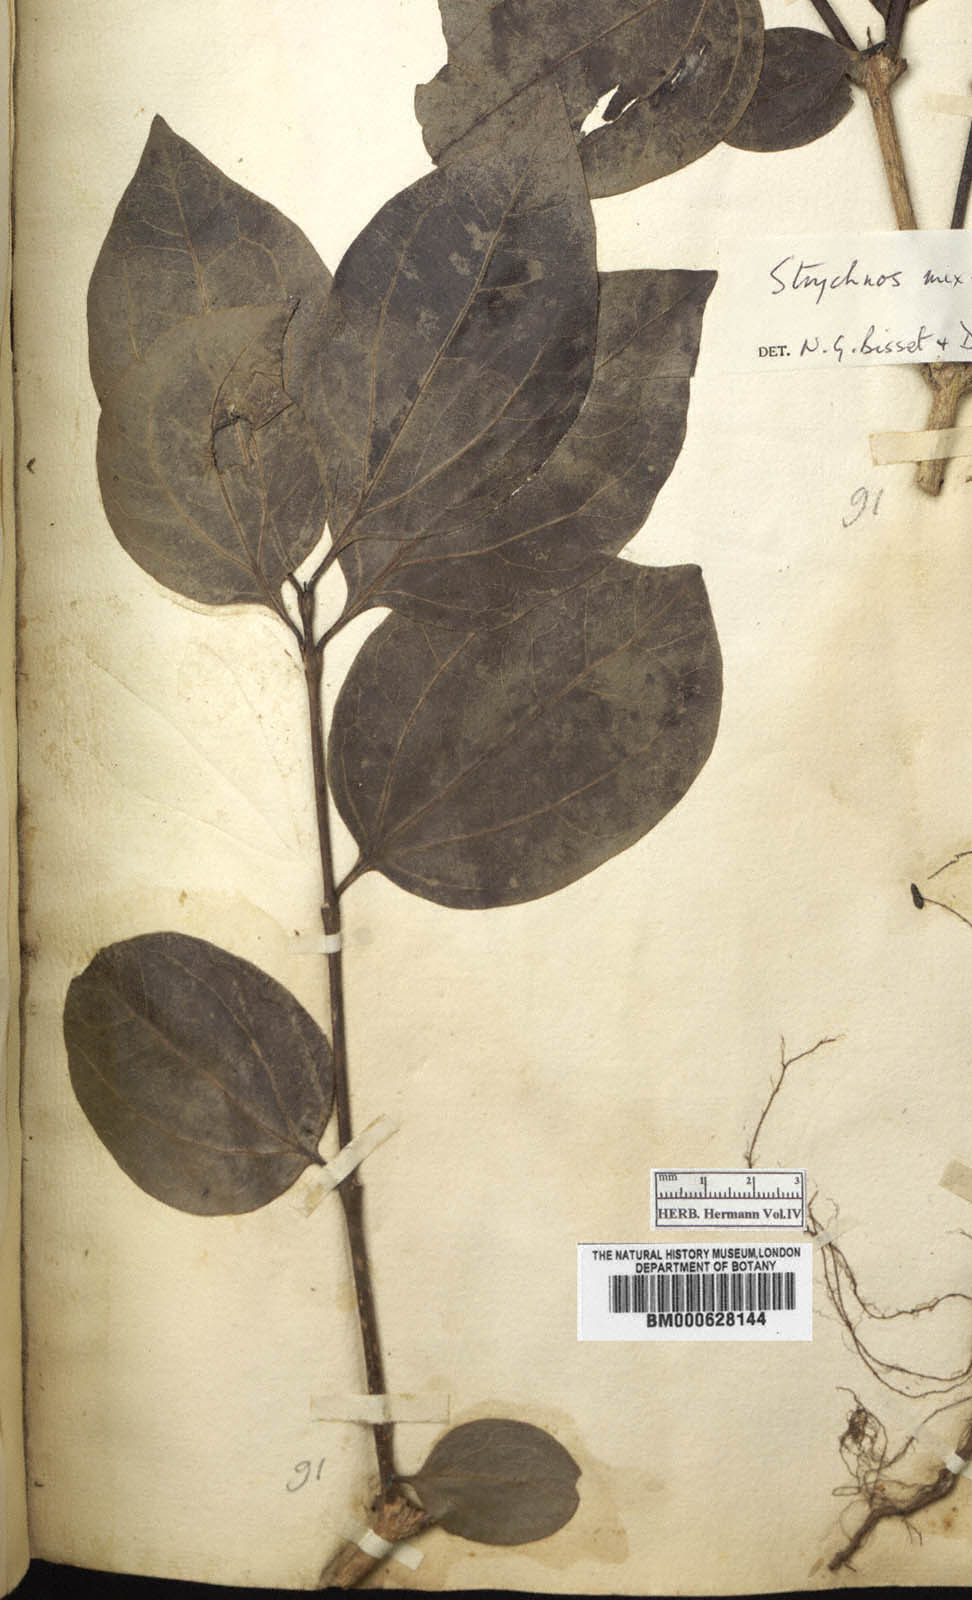 Strychnos mux
DET. N. G. Bisset & D
91
mm 1 2 3
HERB. Hermann Vol.IV
THE NATURAL HISTORY MUSEUM,LONDON
DEPARTMENT OF BOTANY
BM000628144
91